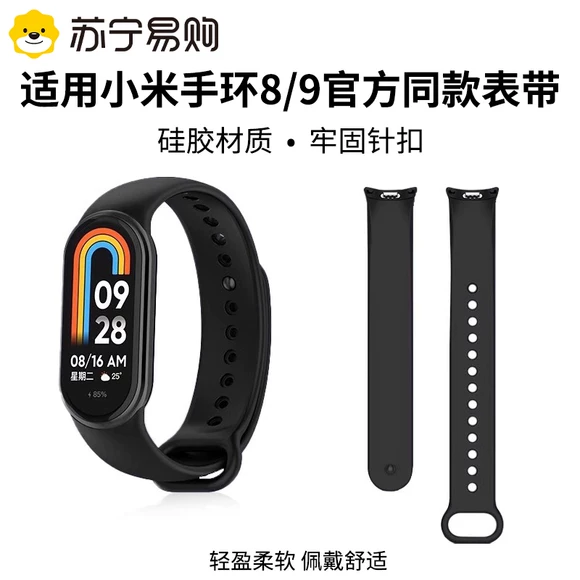 苏宁易购
适用小米手环8/9官方同款表带
硅胶材质 • 牢固针扣
09
28
08/16 AM
星期二 25°
85%
轻盈柔软 佩戴舒适